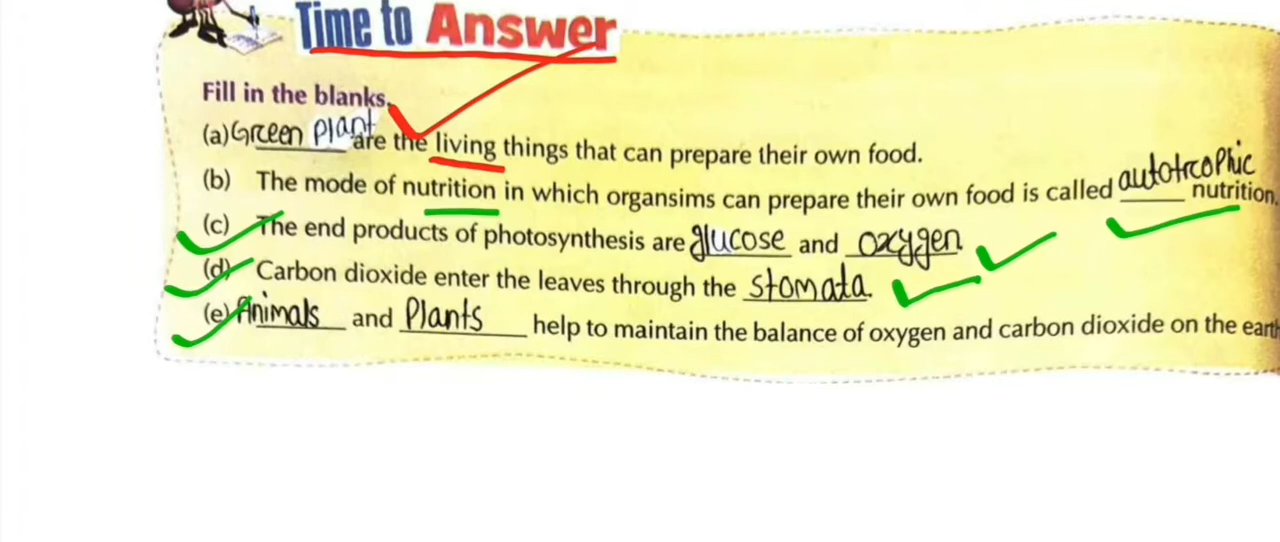 Time to Answer
Fill in the blanks.
(a) Green plant are the living things that can prepare their own food.
(b) The mode of nutrition in which organsims can prepare their own food is called autotrophic nutrition.
(c) The end products of photosynthesis are glucose and oxygen
(d) Carbon dioxide enter the leaves through the stomata.
(e) Animals and Plants help to maintain the balance of oxygen and carbon dioxide on the earth